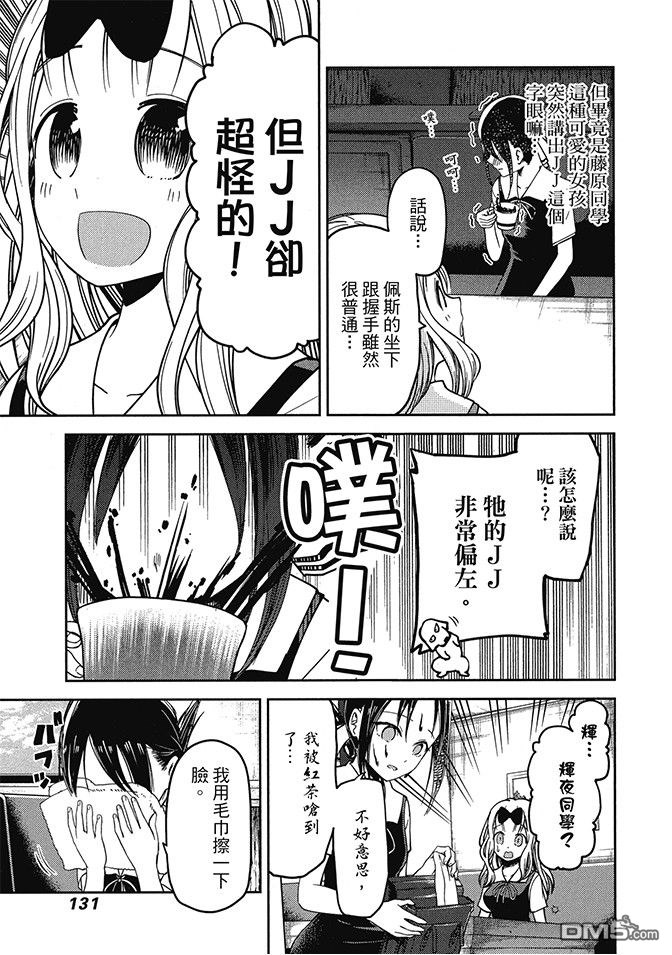 但畢竟是藤原同學
這種可愛的女孩
突然講出ＪＪ這個
字眼嘛…
噗…
呵呵…
話說…
佩斯的坐下
跟握手雖然
很普通…
但ＪＪ卻
超怪的！
該怎麼說
呢…？
牠的ＪＪ
非常偏左。
噗！
輝…
輝夜同學？
不好意思，
我被紅茶嗆到
了…
我用毛巾擦一下
臉。
131
DM5.com